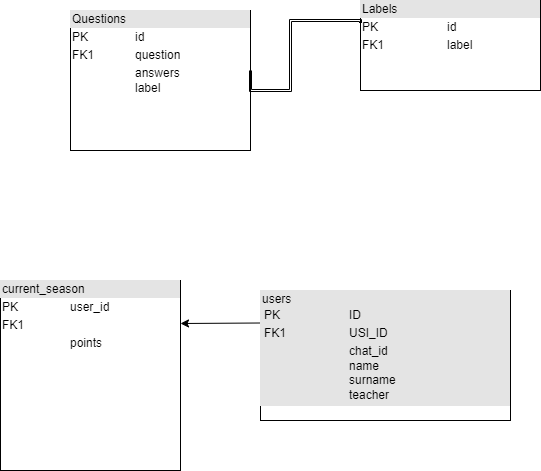 Questions
PK id
FK1 question
answers
label
Labels
PK id
FK1 label
current_season
PK user_id
FK1
points
users
PK ID
FK1 USI_ID
chat_id
name
surname
teacher